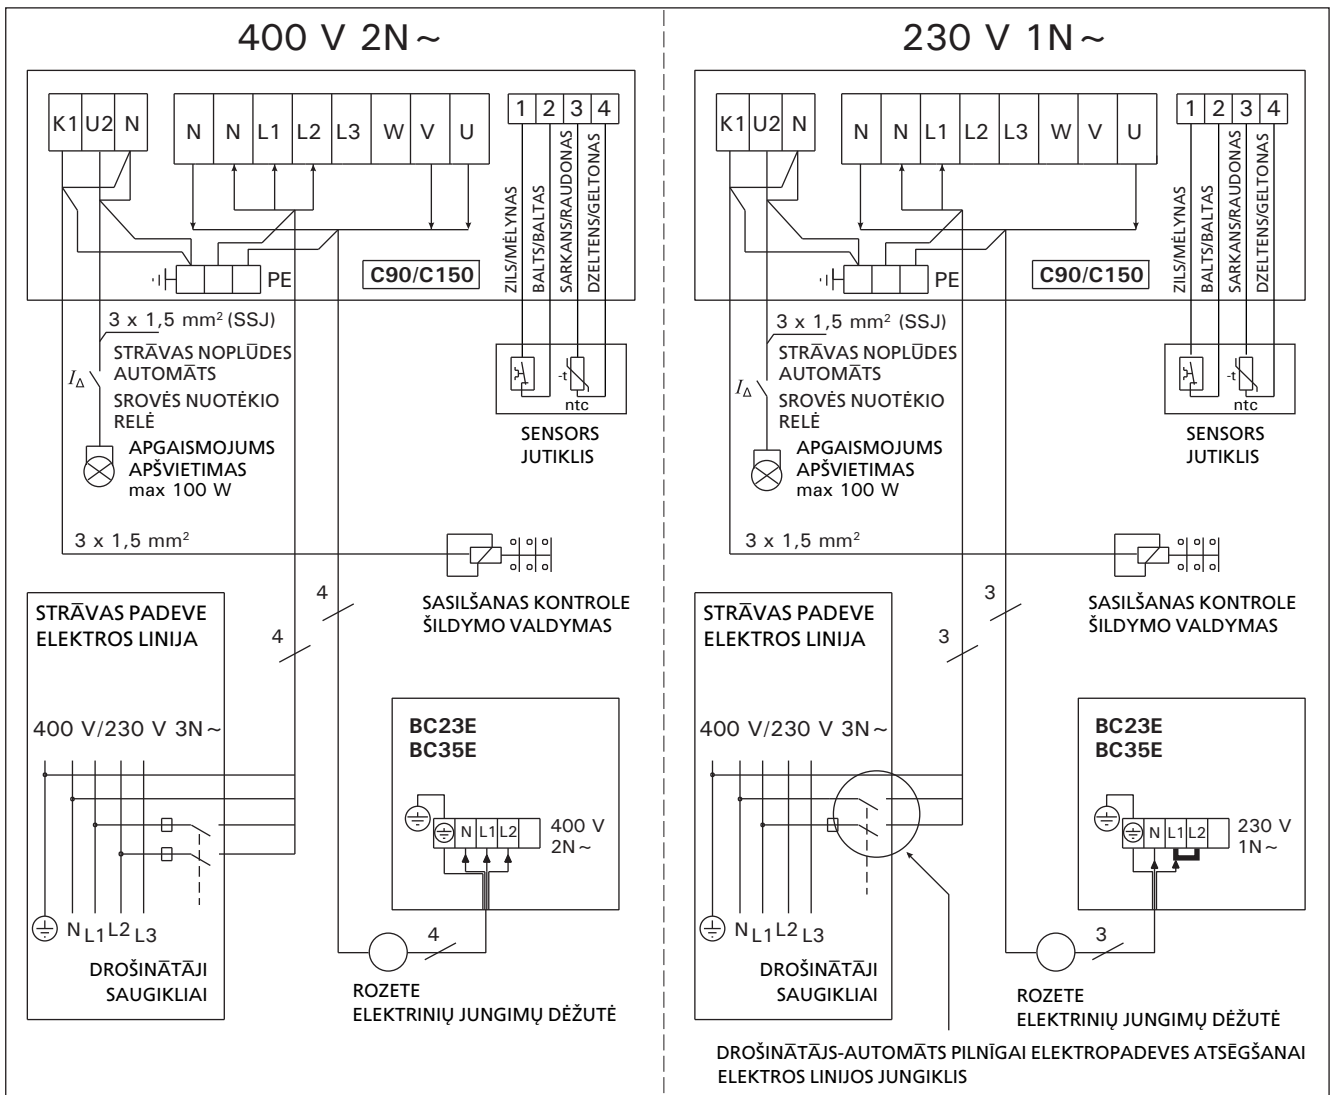 400 V 2N~
K1 U2 N
N N L1 L2 L3 W V U
1 2 3 4
ZILS/MĖLYNAS
BALTS/BALTAS
SARKANS/RAUDONAS
DZELTENS/GELTONAS
PE
C90/C150
3 x 1,5 mm² (SSJ)
STRĀVAS NOPLŪDES
AUTOMĀTS
SROVĖS NUOTĖKIO
RELĖ
I∆
APGAISMOJUMS
APŠVIETIMAS
max 100 W
-t
ntc
SENSORS
JUTIKLIS
3 x 1,5 mm²
SASILŠANAS KONTROLE
ŠILDYMO VALDYMAS
4
4
STRĀVAS PADEVE
ELEKTROS LINIJA
400 V/230 V 3N~
N L1 L2 L3
DROŠINĀTĀJI
SAUGIKLIAI
BC23E
BC35E
N L1 L2
400 V
2N~
4
ROZETE
ELEKTRINIŲ JUNGIMŲ DĖŽUTĖ
230 V 1N~
K1 U2 N
N N L1 L2 L3 W V U
1 2 3 4
ZILS/MĖLYNAS
BALTS/BALTAS
SARKANS/RAUDONAS
DZELTENS/GELTONAS
PE
C90/C150
3 x 1,5 mm² (SSJ)
STRĀVAS NOPLŪDES
AUTOMĀTS
SROVĖS NUOTĖKIO
RELĖ
I∆
APGAISMOJUMS
APŠVIETIMAS
max 100 W
-t
ntc
SENSORS
JUTIKLIS
3 x 1,5 mm²
SASILŠANAS KONTROLE
ŠILDYMO VALDYMAS
3
3
STRĀVAS PADEVE
ELEKTROS LINIJA
400 V/230 V 3N~
N L1 L2 L3
DROŠINĀTĀJI
SAUGIKLIAI
BC23E
BC35E
N L1 L2
230 V
1N~
3
ROZETE
ELEKTRINIŲ JUNGIMŲ DĖŽUTĖ
DROŠINĀTĀJS-AUTOMĀTS PILNĪGAI ELEKTROPADEVES ATSĒGŠANAI
ELEKTROS LINIJOS JUNGIKLIS